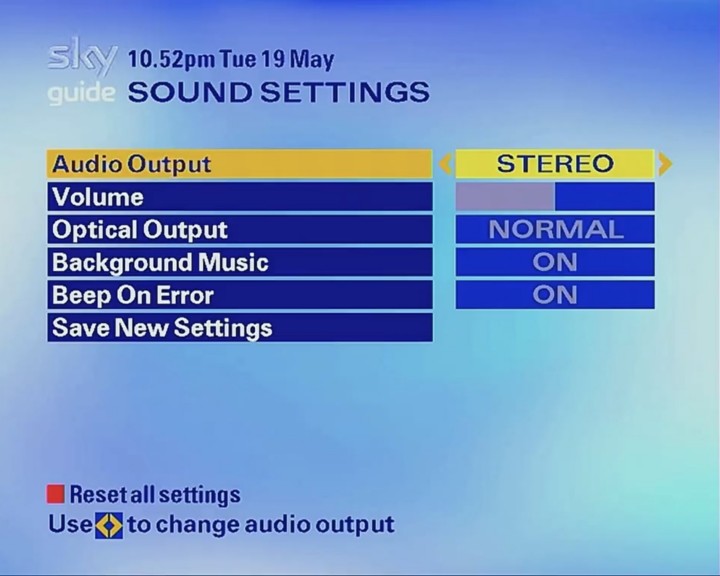 sky 10.52pm Tue 19 May
guide SOUND SETTINGS
Audio Output STEREO
Volume
Optical Output NORMAL
Background Music ON
Beep On Error ON
Save New Settings
Reset all settings
Use to change audio output